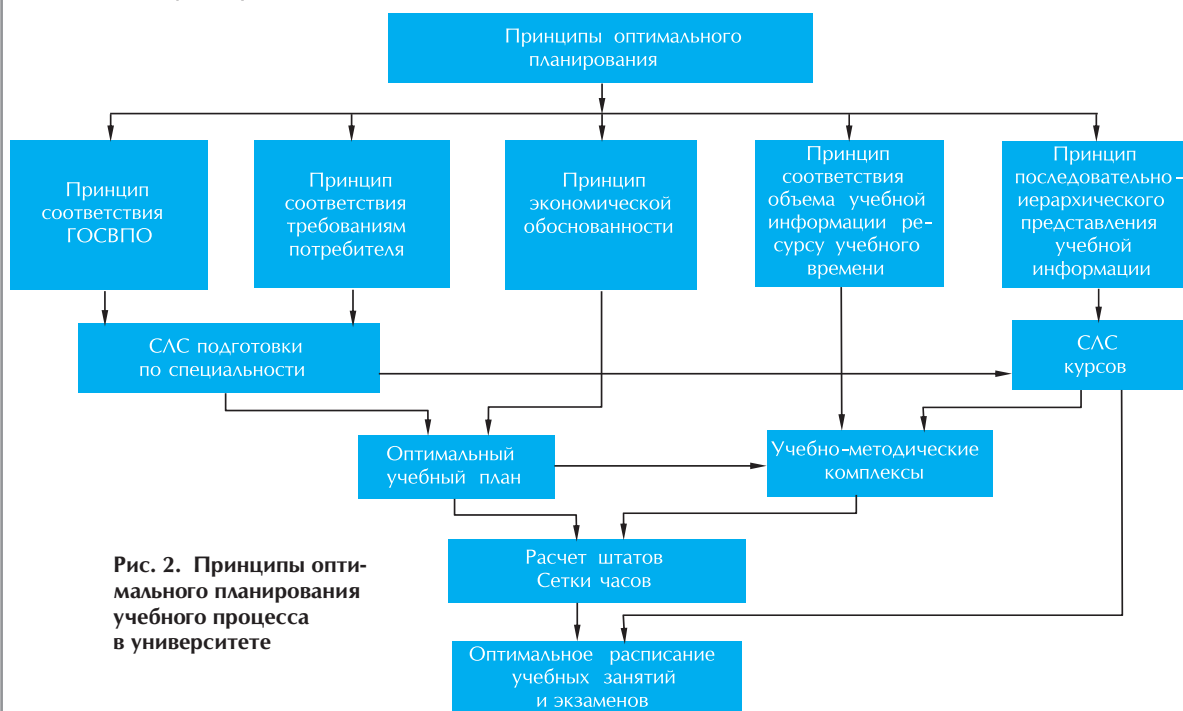 Принципы оптимального
планирования
Принцип
соответствия
ГОСВПО
Принцип
соответствия
требованиям
потребителя
Принцип
экономической
обоснованности
Принцип
соответствия
объема учебной
информации ре-
сурсу учебного
времени
Принцип
последовательно-
иерархического
представления
учебной
информации
СЛС подготовки
по специальности
СЛС
курсов
Оптимальный
учебный план
Учебно-методические
комплексы
Расчет штатов
Сетки часов
Рис. 2. Принципы опти-
мального планирования
учебного процесса
в университете
Оптимальное расписание
учебных занятий
и экзаменов